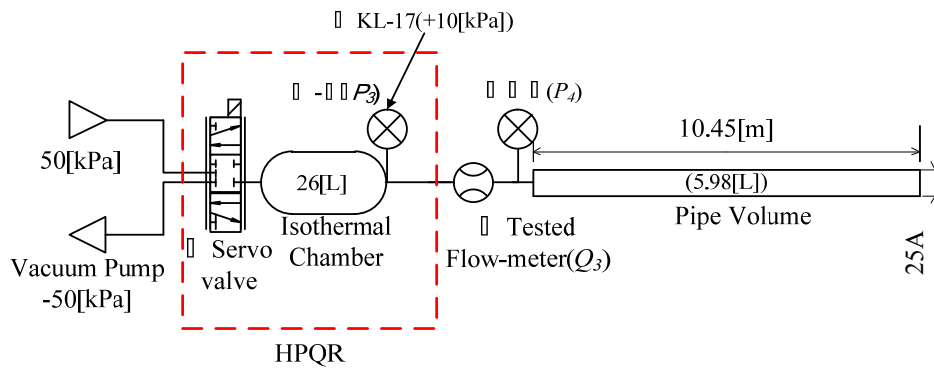 ▯ KL-17(+10[kPa])
▯ -▯▯P₃)
▯ ▯ ▯ (P₄)
10.45[m]
50[kPa]
26[L]
(5.98[L])
Isothermal
Chamber
▯ Servo
valve
▯ Tested
Flow-meter(Q₃)
Pipe Volume
25A
Vacuum Pump
-50[kPa]
HPQR